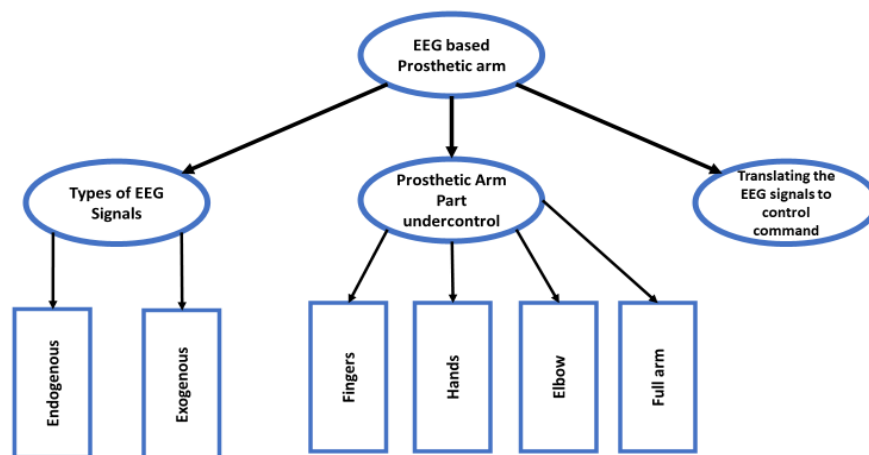 EEG based
Prosthetic arm
Types of EEG
Signals
Prosthetic Arm
Part
undercontrol
Translating the
EEG signals to
control
command
Endogenous
Exogenous
Fingers
Hands
Elbow
Full arm